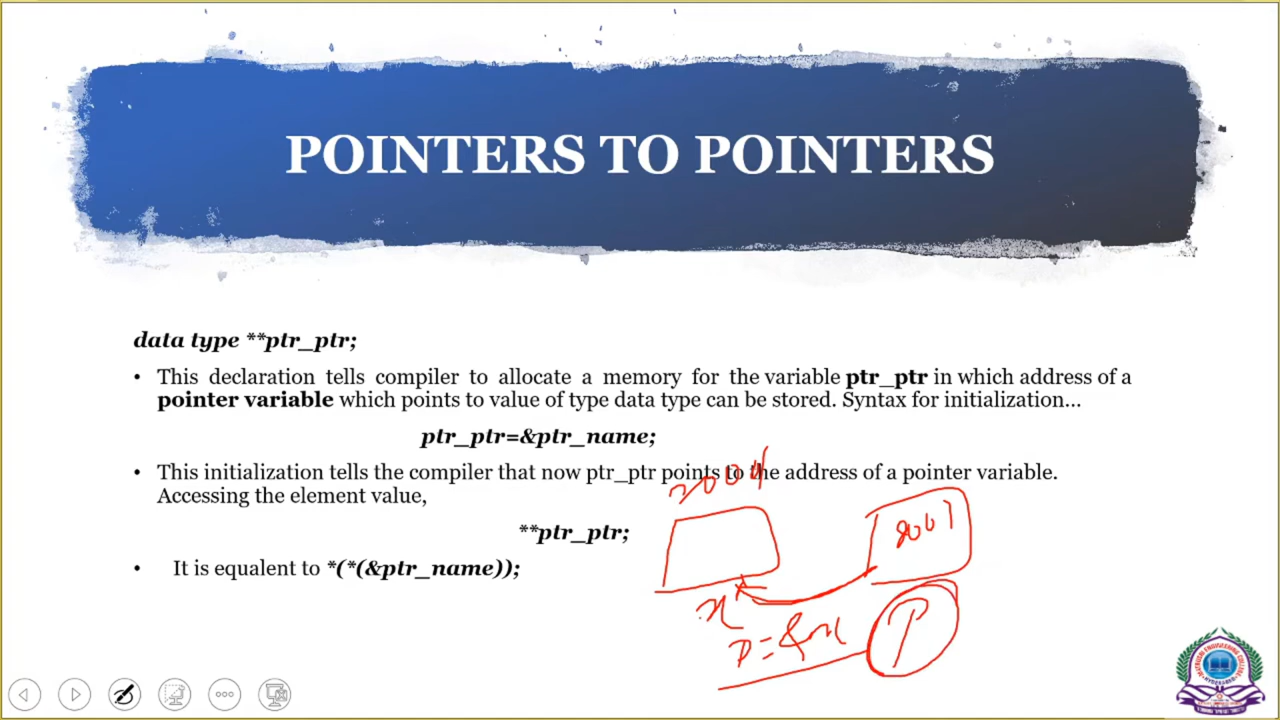 POINTERS TO POINTERS
data type **ptr_ptr;
• This declaration tells compiler to allocate a memory for the variable ptr_ptr in which address of a
pointer variable which points to value of type data type can be stored. Syntax for initialization...
ptr_ptr=&ptr_name;
• This initialization tells the compiler that now ptr_ptr points to the address of a pointer variable.
Accessing the element value,
2004
**ptr_ptr;
• It is equalent to *(*(&ptr_name));
x
P
p=&x